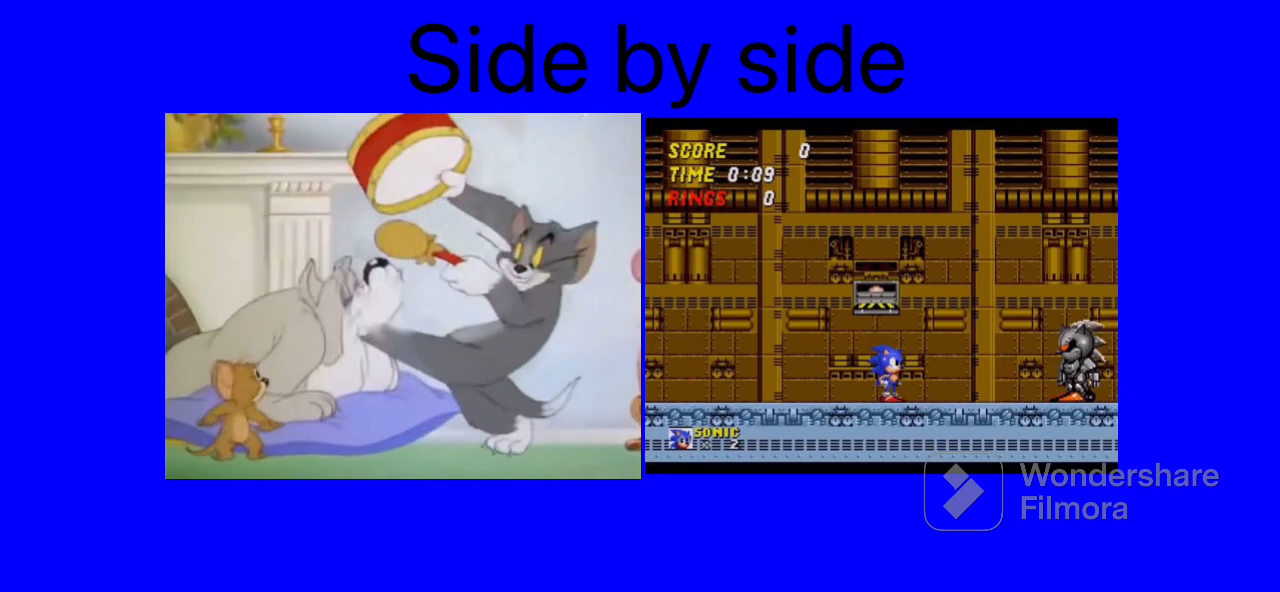 Side by side
SCORE 0
TIME 0:09
RINGS 0
SONIC
× 2
Wondershare
Filmora